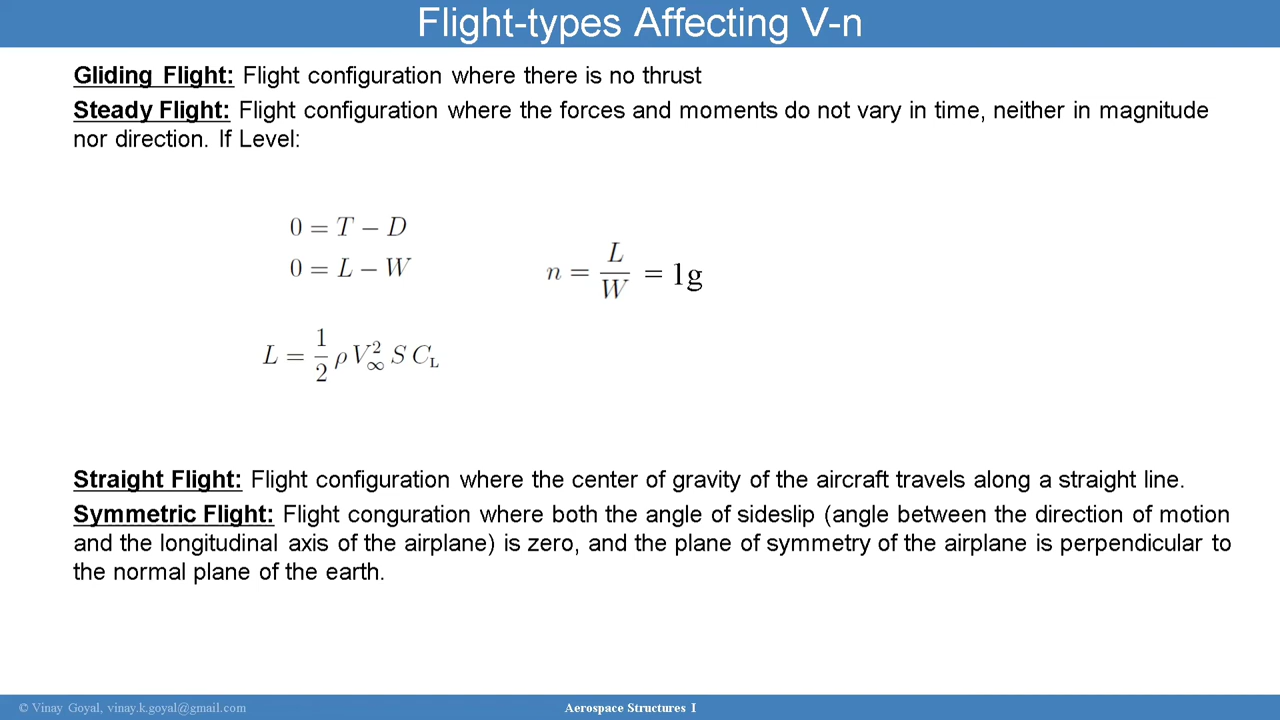 Flight-types Affecting V-n
Gliding Flight: Flight configuration where there is no thrust
Steady Flight: Flight configuration where the forces and moments do not vary in time, neither in magnitude
nor direction. If Level:
0 = T − D
0 = L − W
n = L/W = 1g
L = 1/2 ρ V∞² S C_L
Straight Flight: Flight configuration where the center of gravity of the aircraft travels along a straight line.
Symmetric Flight: Flight conguration where both the angle of sideslip (angle between the direction of motion
and the longitudinal axis of the airplane) is zero, and the plane of symmetry of the airplane is perpendicular to
the normal plane of the earth.
© Vinay Goyal, vinay.k.goyal@gmail.com
Aerospace Structures I